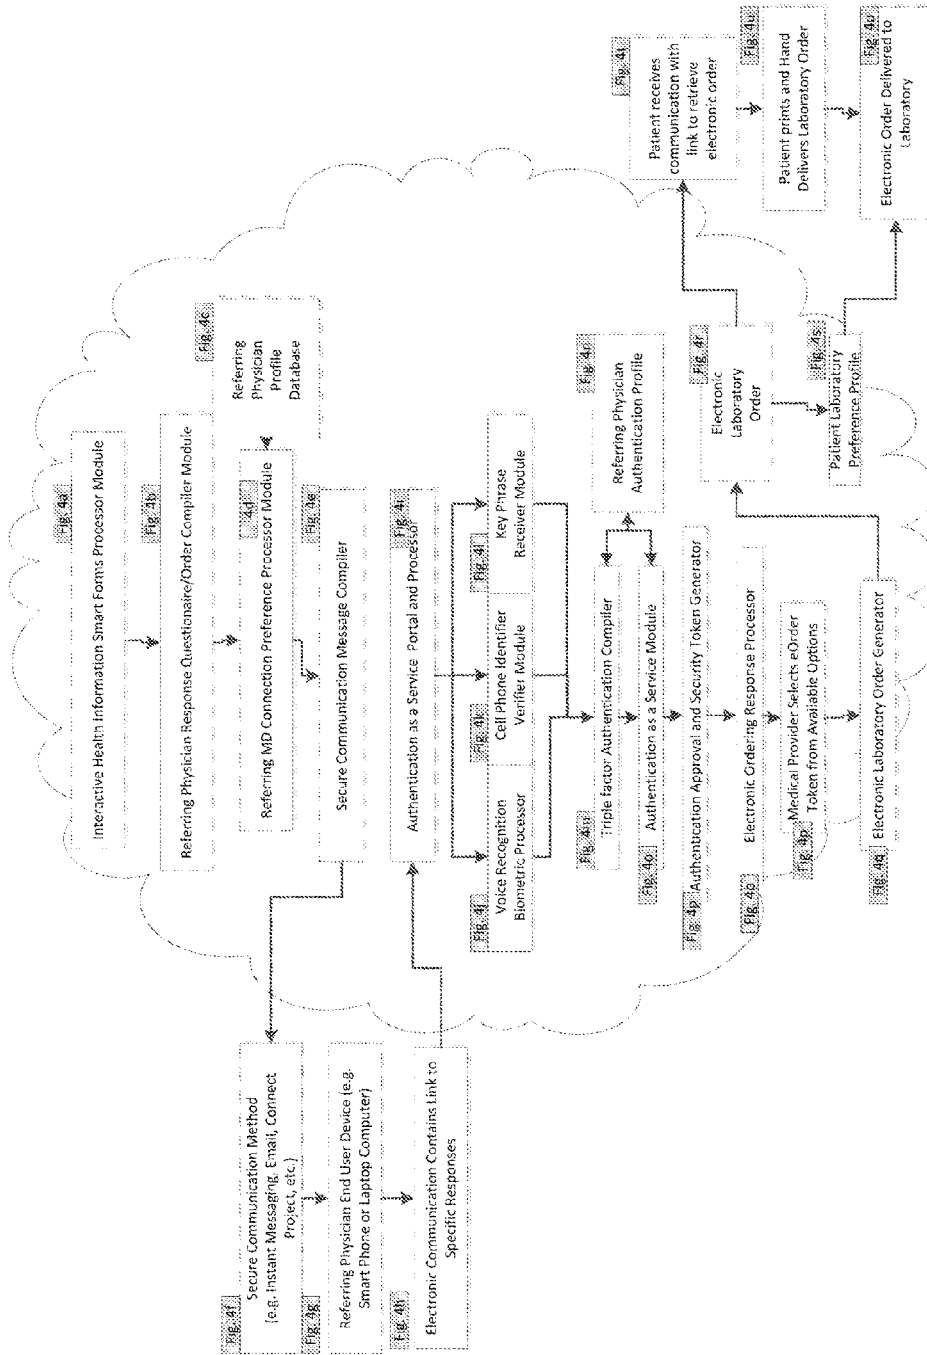 Fig. 4a
Interactive Health Information Smart Forms Processor Module
Fig. 4b
Referring Physician Response Questionaire/Order Compiler Module
Fig. 4c
Referring
Physician
Profile
Database
4d
Referring MD Connection Preference Processor Module
Fig. 4e
Secure Communication Message Compiler
Fig. 4f
Secure Communication Method
(e.g. Instant Messaging, Email, Connect
Project, etc.)
Fig. 4g
Referring Physician End User Device (e.g.
Smart Phone or Laptop Computer)
Fig. 4h
Electronic Communication Contains Link to
Specific Responses
Fig. 4i
Authentication as a Service Portal and Processor
Fig. 4j
Voice Recognition
Biometric Processor
Fig. 4k
Cell Phone Identifier
Verifier Module
Fig. 4l
Key Phrase
Receiver Module
Fig. 4m
Triple Factor Authentication Compiler
Referring Physician
Authentication Profile
Fig. 4o
Authentication as a Service Module
Fig. 4p
Authentication Approval and Security Token Generator
Electronic Ordering Response Processor
Fig. 4p
Medical Provider Selects eOrder
Token from Available Options
Fig. 4q
Electronic Laboratory Order Generator
Fig. 4r
Electronic
Laboratory
Order
Fig. 4s
Patient Laboratory
Preference Profile
Fig. 4t
Patient receives
communication with
link to retrieve
electronic order
Fig. 4u
Patient prints and Hand
Delivers Laboratory Order
Electronic Order Delivered to
Laboratory